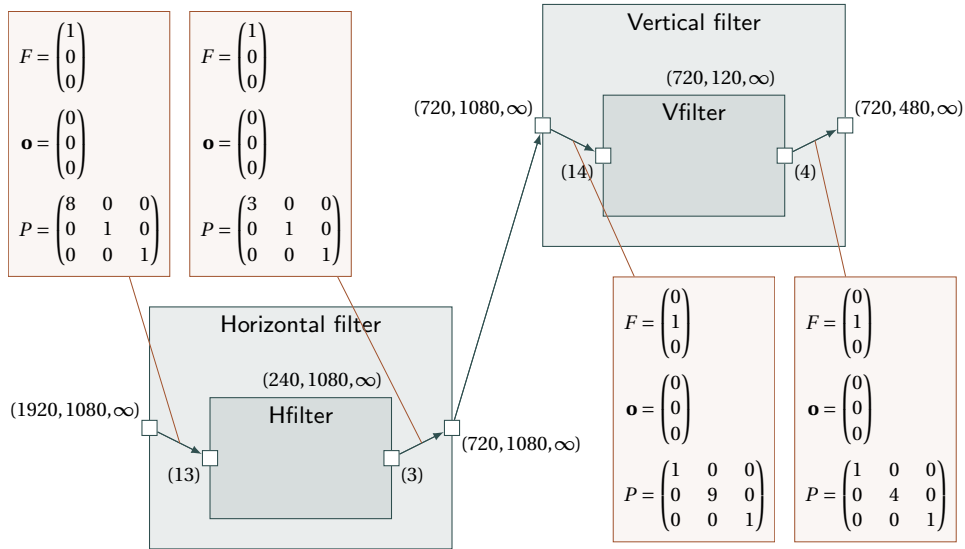 F = (1 0 0)
o = (0 0 0)
P = (8 0 0 0 1 0 0 0 1)
F = (1 0 0)
o = (0 0 0)
P = (3 0 0 0 1 0 0 0 1)
Vertical filter
(720, 120, ∞)
Vfilter
(720, 1080, ∞)
(720, 480, ∞)
(14)
(4)
Horizontal filter
(240, 1080, ∞)
Hfilter
(1920, 1080, ∞)
(720, 1080, ∞)
(13)
(3)
F = (0 1 0)
o = (0 0 0)
P = (1 0 0 0 9 0 0 0 1)
F = (0 1 0)
o = (0 0 0)
P = (1 0 0 0 4 0 0 0 1)